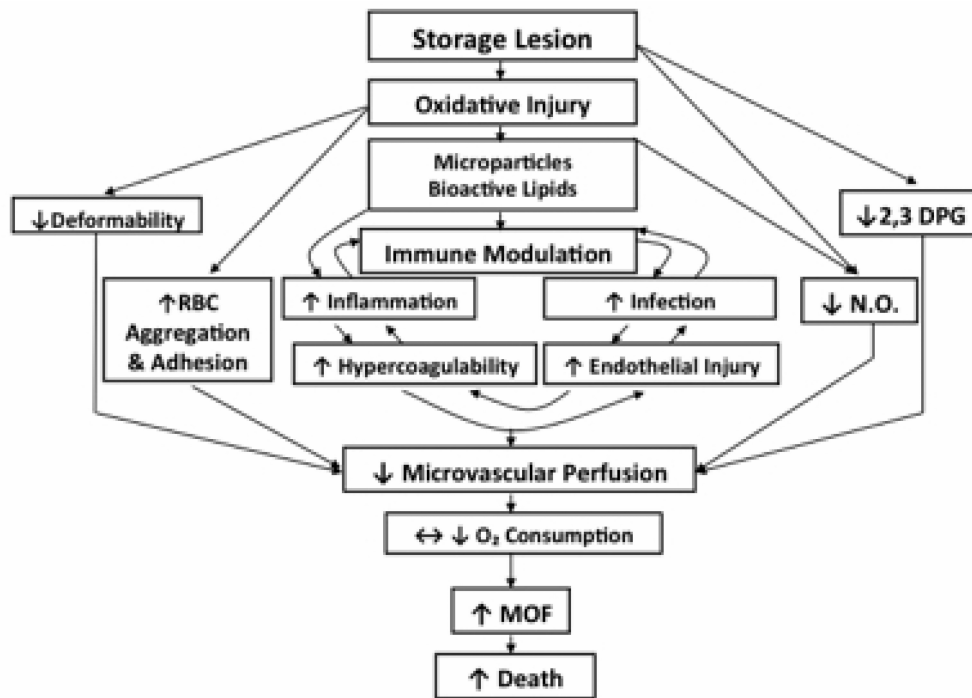 Storage Lesion
Oxidative Injury
Microparticles
Bioactive Lipids
↓Deformability
↓2,3 DPG
Immune Modulation
↑RBC
Aggregation
& Adhesion
↑ Inflammation
↑ Infection
↓ N.O.
↑ Hypercoagulability
↑ Endothelial Injury
↓ Microvascular Perfusion
↔ ↓ O₂ Consumption
↑ MOF
↑ Death